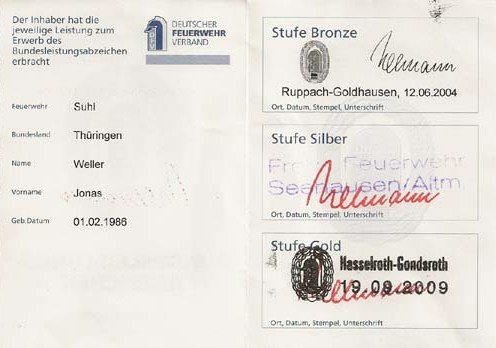 Der Inhaber hat die
jeweilige Leistung zum
Erwerb des
Bundesleistungsabzeichen
erbracht
DEUTSCHER
FEUERWEHR
VERBAND
Feuerwehr Suhl
Bundesland Thüringen
Name Weller
Vorname Jonas
Geb.Datum 01.02.1986
Stufe Bronze
Ruppach-Goldhausen, 12.06.2004
Ort, Datum, Stempel, Unterschrift
Stufe Silber
Feuerwehr
Seehausen/Altm.
Ort, Datum, Stempel, Unterschrift
Stufe Gold
Hasselroth-Gondsroth
19.09.2009
Ort, Datum, Stempel, Unterschrift